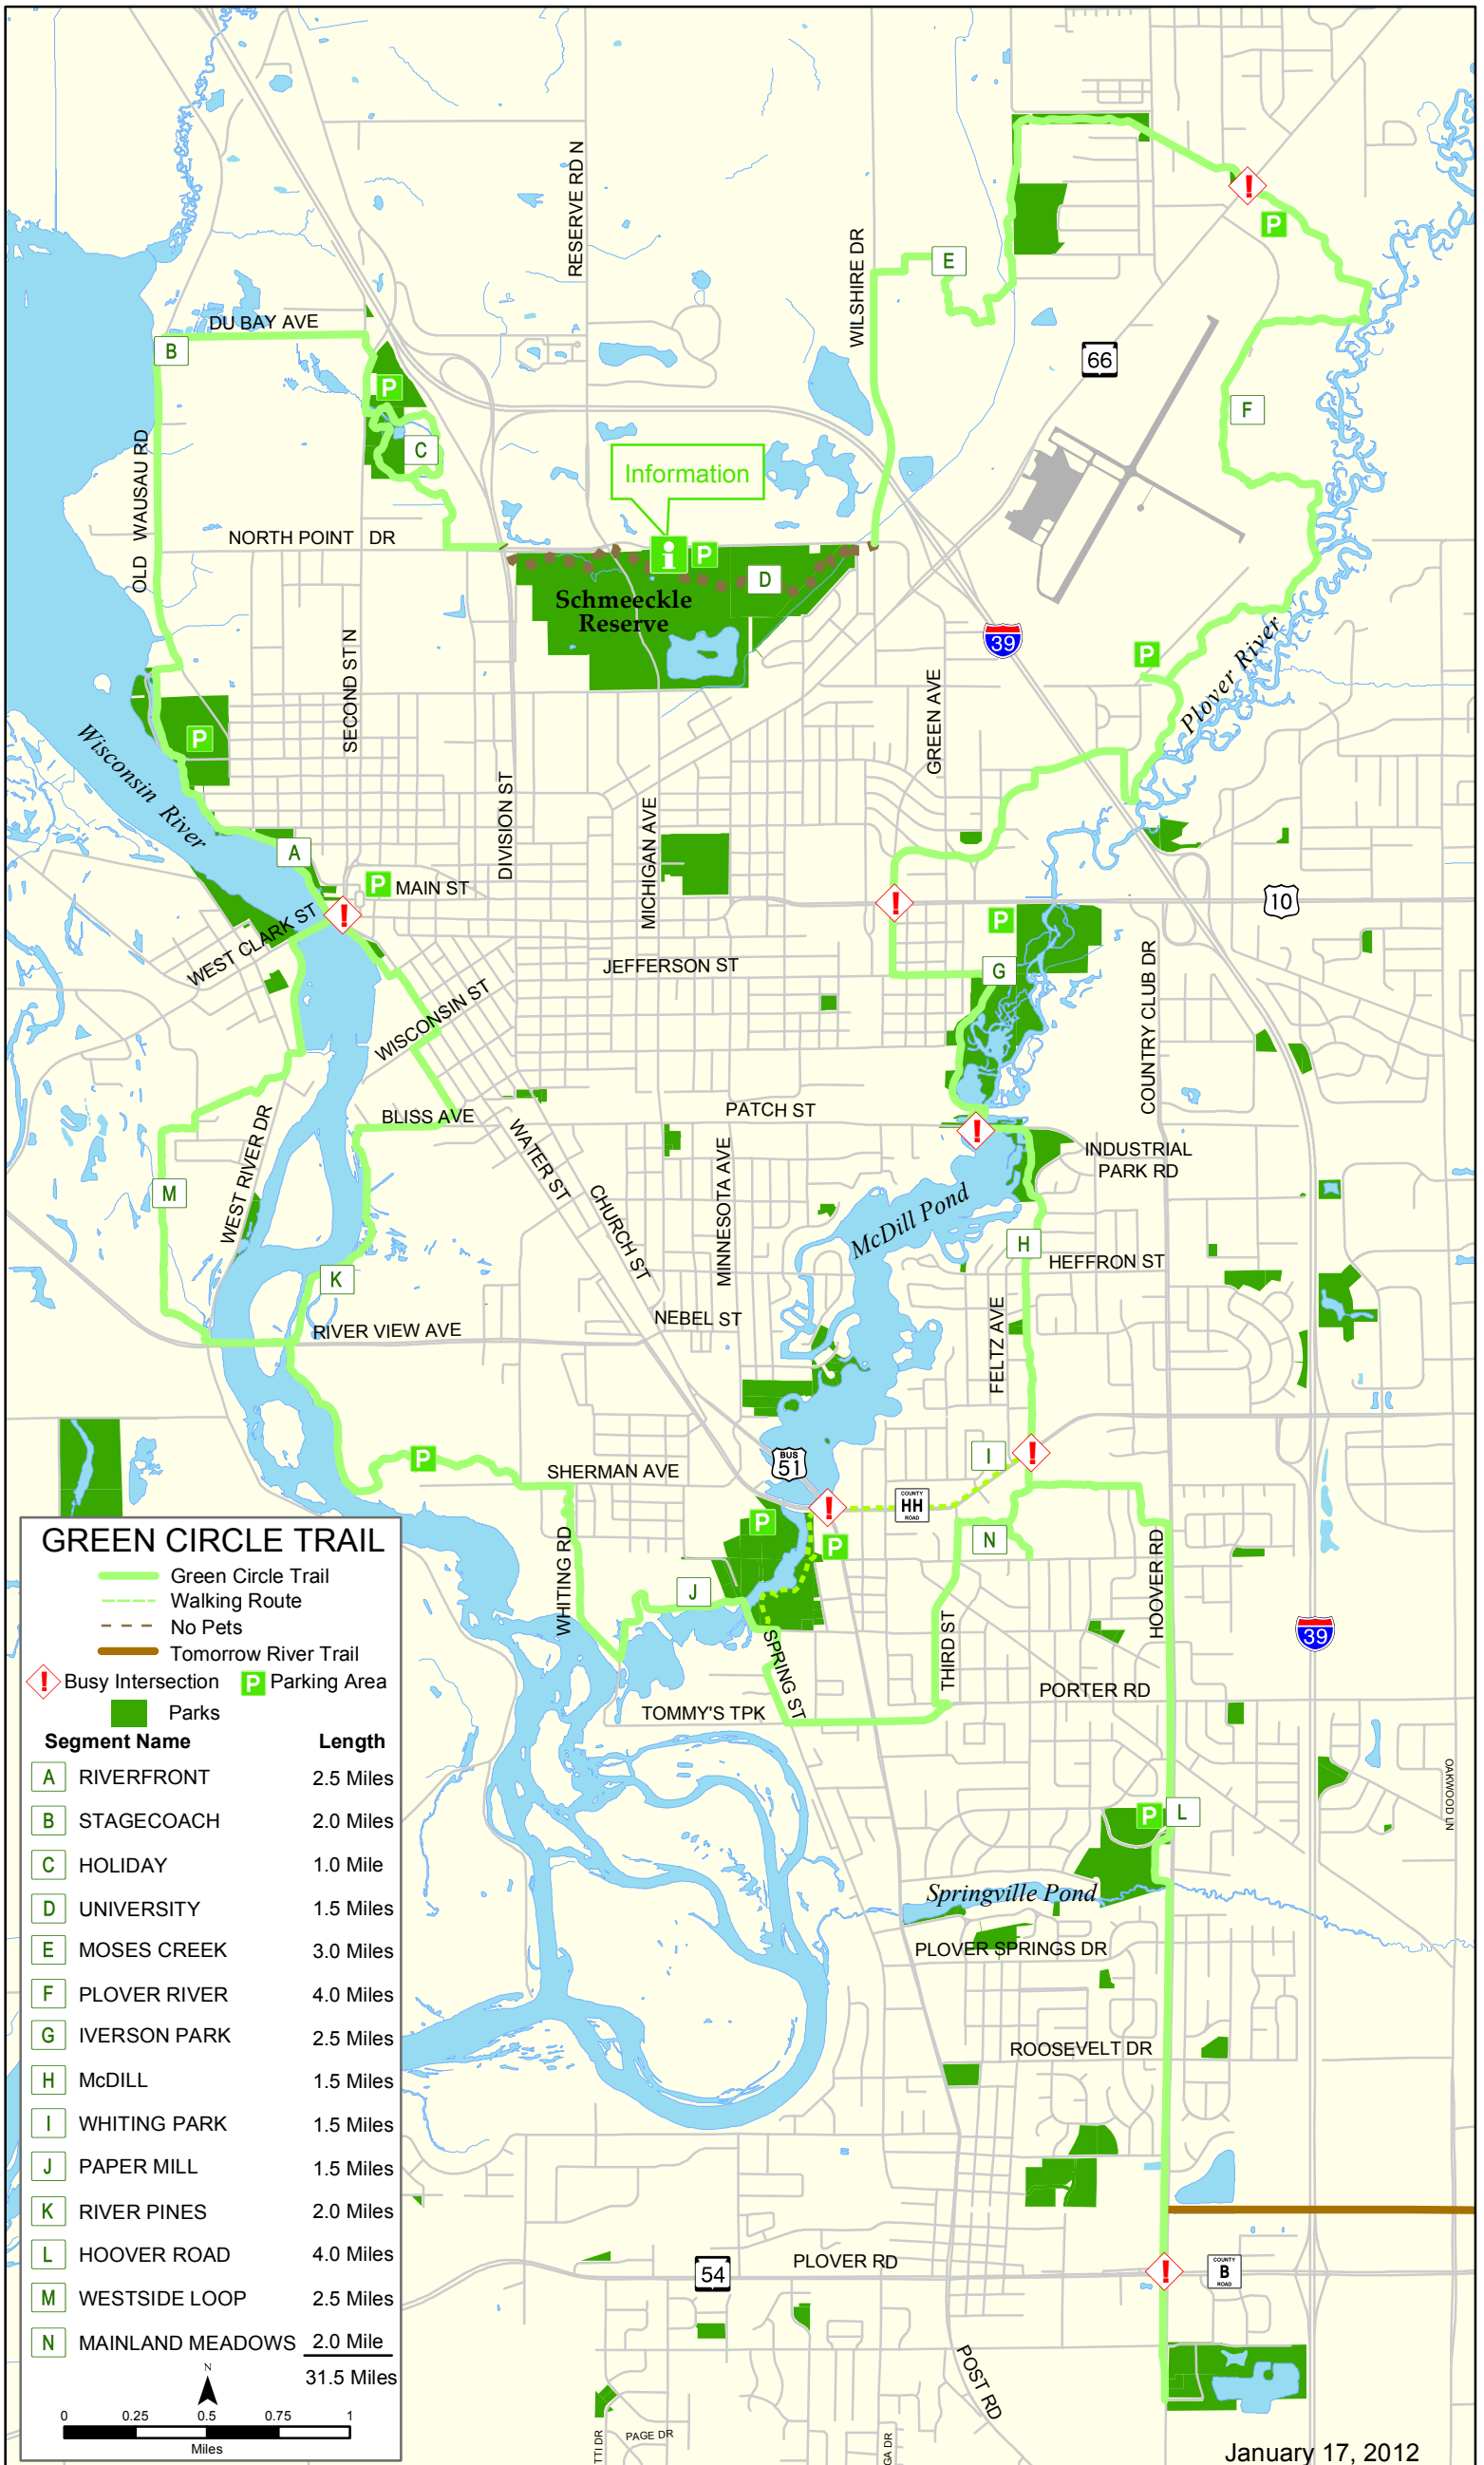 RESERVE RD N
WILSHIRE DR
E
P
DU BAY AVE
B
66
P
F
C
OLD WAUSAU RD
Information
NORTH POINT DR
i
P
D
Schmeeckle
Reserve
39
P
Plover River
SECOND ST N
P
Wisconsin River
GREEN AVE
DIVISION ST
MICHIGAN AVE
A
P
MAIN ST
10
WEST CLARK ST
P
JEFFERSON ST
G
COUNTRY CLUB DR
WISCONSIN ST
BLISS AVE
PATCH ST
WEST RIVER DR
WATER ST
INDUSTRIAL
PARK RD
M
CHURCH ST
MINNESOTA AVE
McDill Pond
H
HEFFRON ST
K
RIVER VIEW AVE
NEBEL ST
FELTZ AVE
BUS
51
I
P
SHERMAN AVE
COUNTY
HH
ROAD
P
P
N
WHITING RD
HOOVER RD
J
39
SPRING ST
THIRD ST
PORTER RD
TOMMY'S TPK
OAKWOOD LN
P
L
Springville Pond
PLOVER SPRINGS DR
ROOSEVELT DR
PLOVER RD
54
COUNTY
B
ROAD
POST RD
PAGE DR
TTI DR
GA DR
GREEN CIRCLE TRAIL
Green Circle Trail
Walking Route
No Pets
Tomorrow River Trail
! Busy Intersection P Parking Area
Parks
Segment Name Length
A RIVERFRONT 2.5 Miles
B STAGECOACH 2.0 Miles
C HOLIDAY 1.0 Mile
D UNIVERSITY 1.5 Miles
E MOSES CREEK 3.0 Miles
F PLOVER RIVER 4.0 Miles
G IVERSON PARK 2.5 Miles
H McDILL 1.5 Miles
I WHITING PARK 1.5 Miles
J PAPER MILL 1.5 Miles
K RIVER PINES 2.0 Miles
L HOOVER ROAD 4.0 Miles
M WESTSIDE LOOP 2.5 Miles
N MAINLAND MEADOWS 2.0 Mile
31.5 Miles
N
0 0.25 0.5 0.75 1
Miles
January 17, 2012